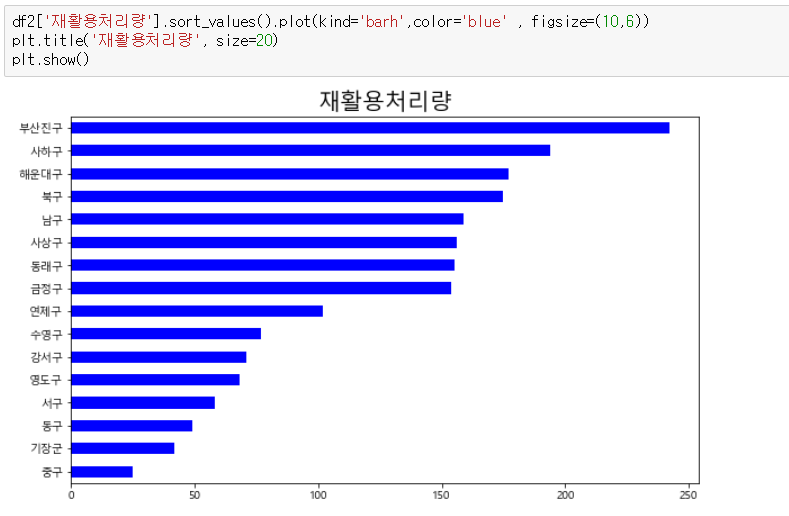 df2['재활용처리량'].sort_values().plot(kind='barh',color='blue' , figsize=(10,6))
plt.title('재활용처리량', size=20)
plt.show()
재활용처리량
부산진구
사하구
해운대구
북구
남구
사상구
동래구
금정구
연제구
수영구
강서구
영도구
서구
동구
기장군
중구
0 50 100 150 200 250